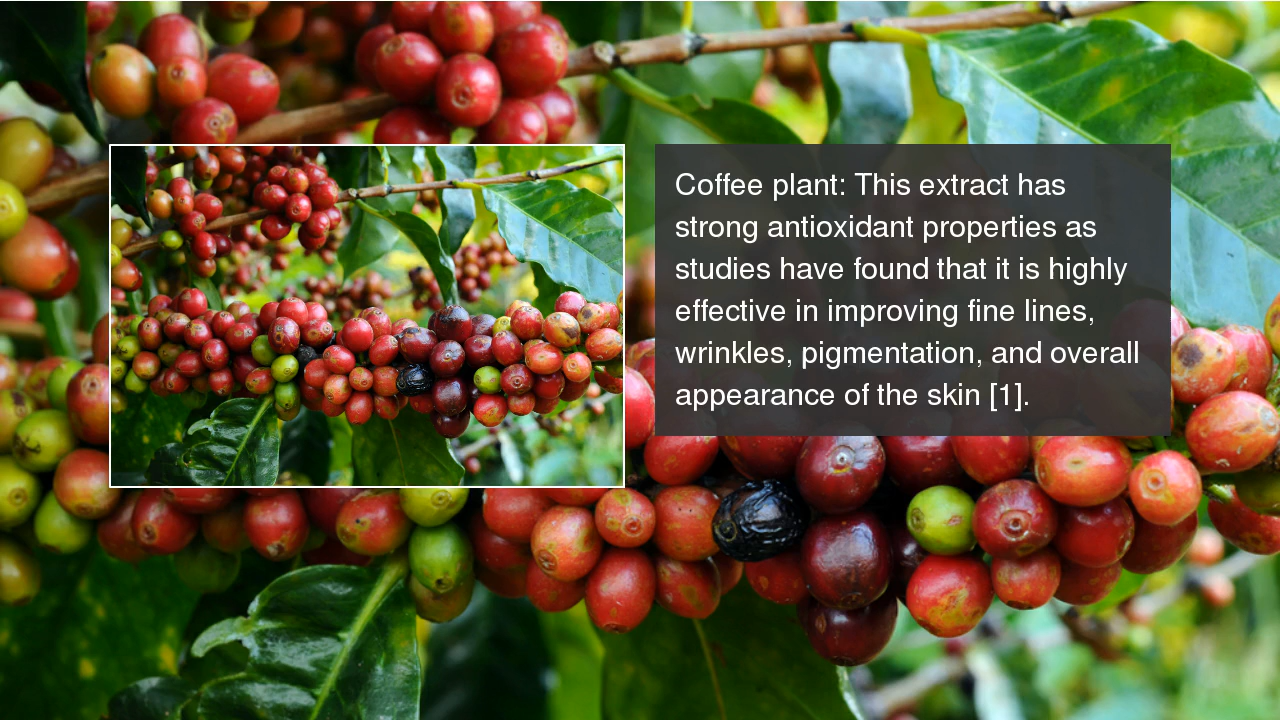 Coffee plant: This extract has
strong antioxidant properties as
studies have found that it is highly
effective in improving fine lines,
wrinkles, pigmentation, and overall
appearance of the skin [1].